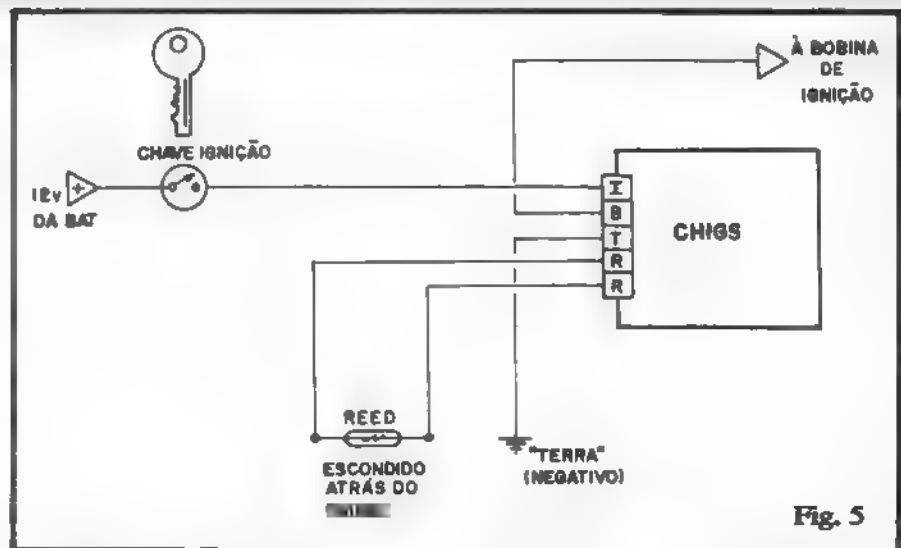 À BOBINA
DE
IGNIÇÃO
CHAVE IGNIÇÃO
12v
DA BAT
+
I
B
T
R
R
CHIGS
REED
ESCONDIDO
ATRÁS DO
"TERRA"
(NEGATIVO)
Fig. 5